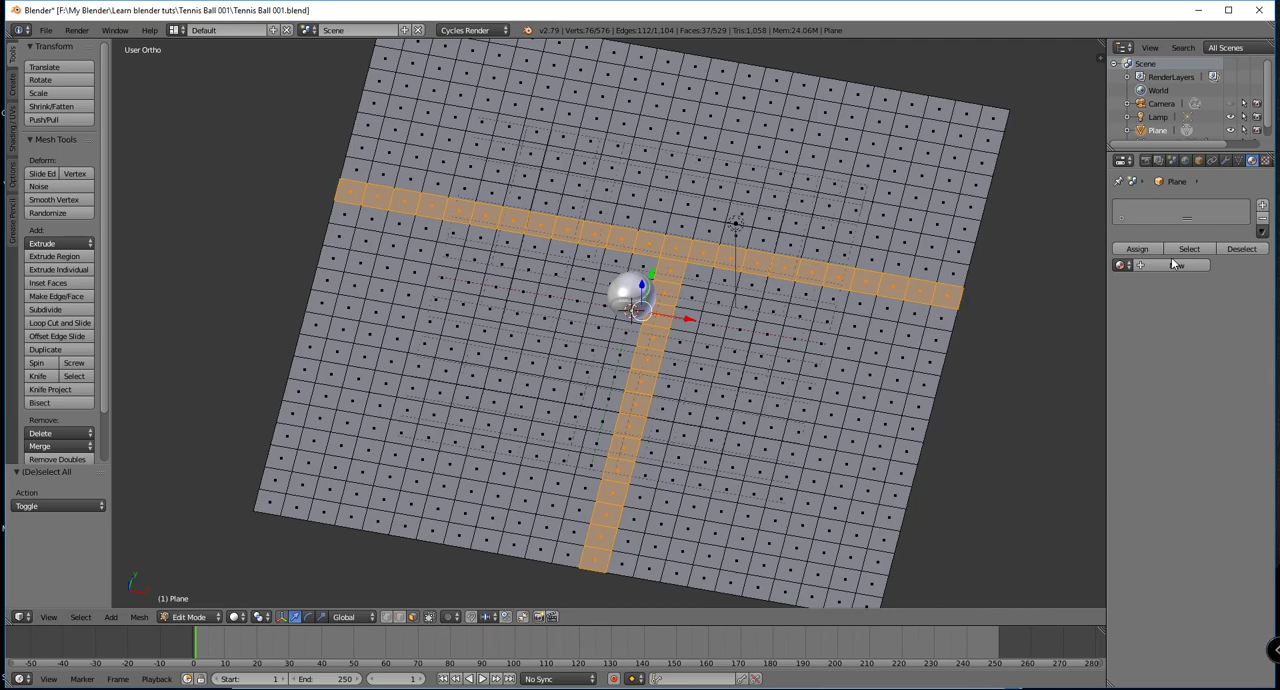 Blender* [F:\My Blender\Learn blender tuts\Tennis Ball 001\Tennis Ball 001.blend]
File Render Window Help Default Scene Cycles Render v2.79 | Verts:76/576 | Edges:112/1,104 | Faces:37/529 | Tris:1,058 | Mem:24.06M | Plane
View Search All Scenes
Transform
User Ortho
Scene
Translate
RenderLayers
Rotate
World
Scale
Camera
Shrink/Fatten
Lamp
Push/Pull
Plane
Tools
Create
Shading / UVs
Options
Grease Pencil
Mesh Tools
Deform:
Slide Ed Vertex
Plane
Noise
Smooth Vertex
Randomize
Add:
Extrude
Assign Select Deselect
Extrude Region
Extrude Individual
Inset Faces
Make Edge/Face
Subdivide
Loop Cut and Slide
Offset Edge Slide
Duplicate
Spin Screw
Knife Select
Knife Project
Bisect
Remove:
Delete
Merge
Remove Doubles
(De)select All
Action
Toggle
y
(1) Plane
View Select Add Mesh Edit Mode Global
-50 -40 -30 -20 -10 0 10 20 30 40 50 60 70 80 90 100 110 120 130 140 150 160 170 180 190 200 210 220 230 240 250 260 270 280
View Marker Frame Playback Start: 1 End: 250 1 No Sync